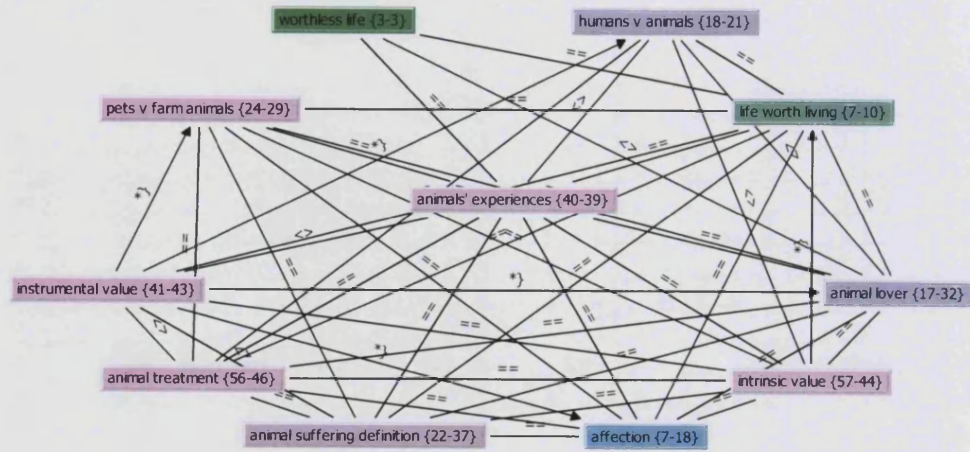 worthless life {3-3}
humans v animals {18-21}
==
pets v farm animals {24-29}
==
==
<>
life worth living {7-10}
==*}
<>
<>
*}
animals' experiences {40-39}
<>
==
==
<>
==
*}
==
instrumental value {41-43}
==
==
*}
animal lover {17-32}
<>
==
==
==
*}
==
==
animal treatment {56-46}
==
intrinsic value {57-44}
==
==
animal suffering definition {22-37}
==
affection {7-18}